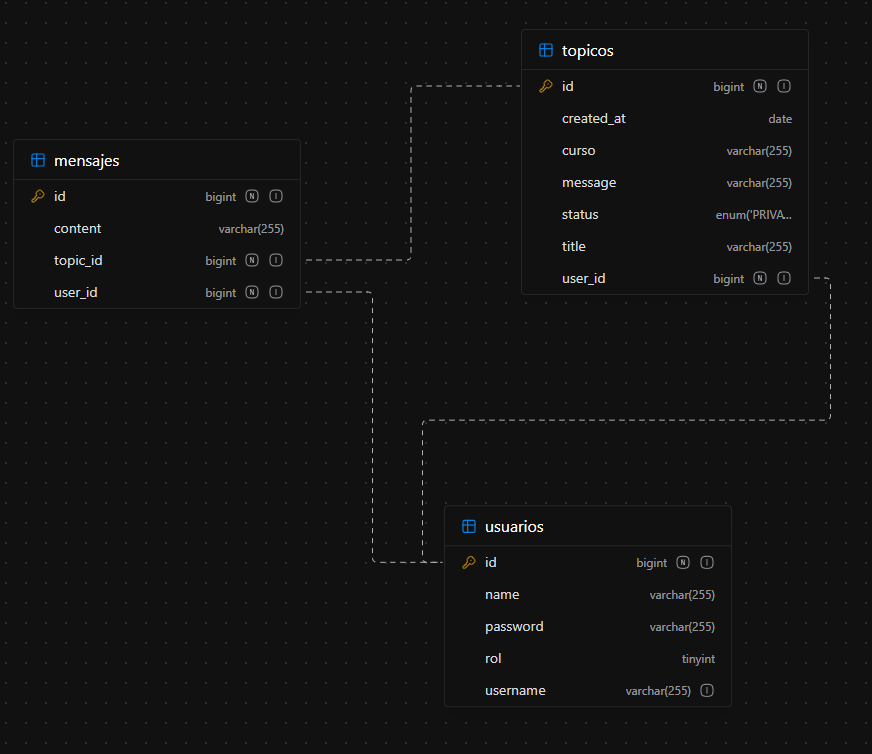 topicos
id bigint N I
created_at date
curso varchar(255)
message varchar(255)
status enum('PRIVA...
title varchar(255)
user_id bigint N I
mensajes
id bigint N I
content varchar(255)
topic_id bigint N I
user_id bigint N I
usuarios
id bigint N I
name varchar(255)
password varchar(255)
rol tinyint
username varchar(255) I